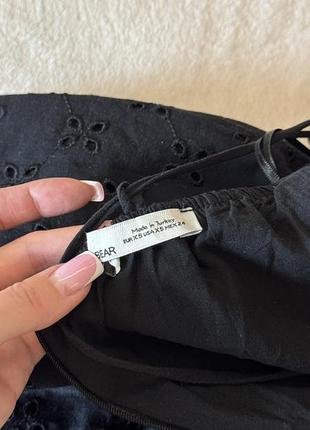 Made in Turkey
EUR XS USA XS MEX 24
BEAR